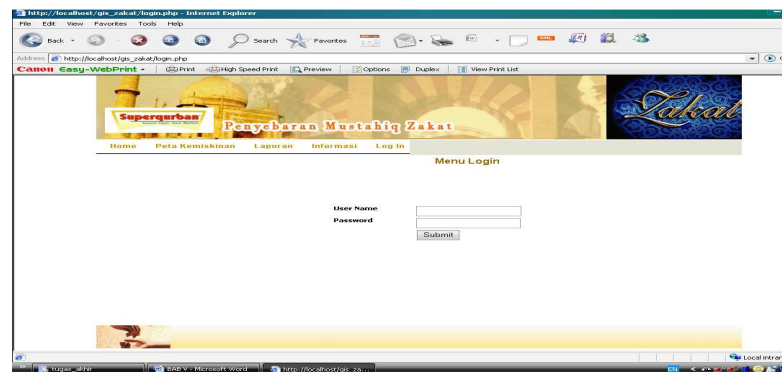 http://localhost/gis_zakat/login.php - Internet Explorer
File Edit View Favorites Tools Help
Back Search Favorites
Address http://localhost/gis_zakat/login.php
Canon Easy-WebPrint Print High Speed Print Preview Options Duplex View Print List
Superqurban
Penyebaran Mustahiq Zakat
Zakat
Home Peta Kemiskinan Laporan Informasi Log In
Menu Login
User Name
Password
Submit
Local intran
tugas_akhir BAB V - Microsoft Word http://localhost/gis_za... EN